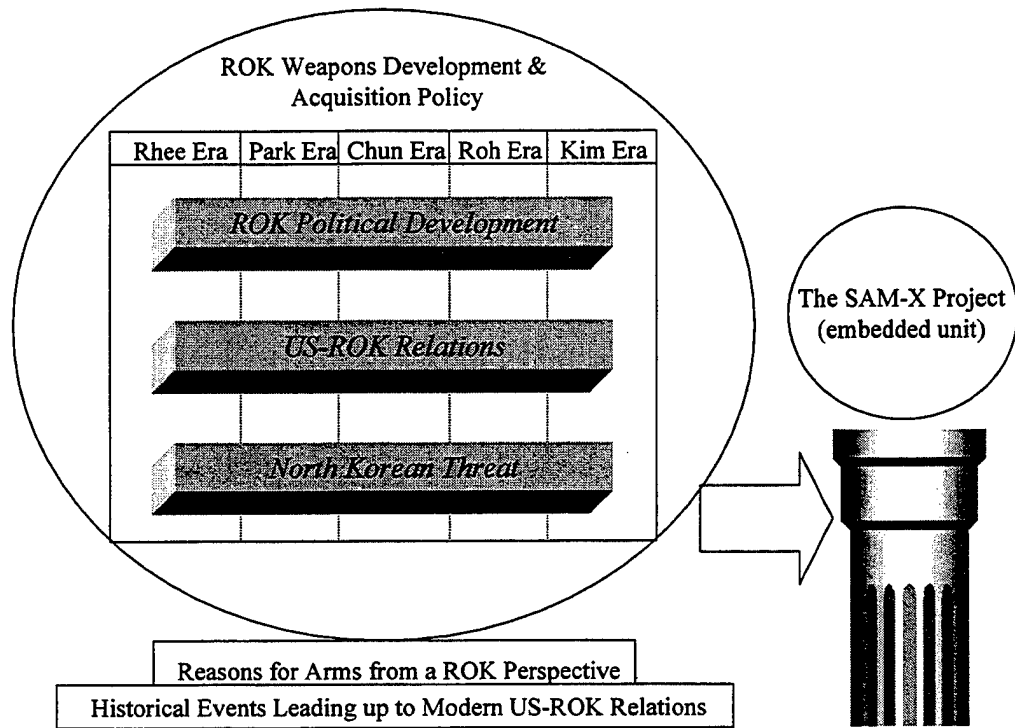 ROK Weapons Development &
Acquisition Policy
Rhee Era Park Era Chun Era Roh Era Kim Era
ROK Political Development
US-ROK Relations
North Korean Threat
The SAM-X Project
(embedded unit)
Reasons for Arms from a ROK Perspective
Historical Events Leading up to Modern US-ROK Relations